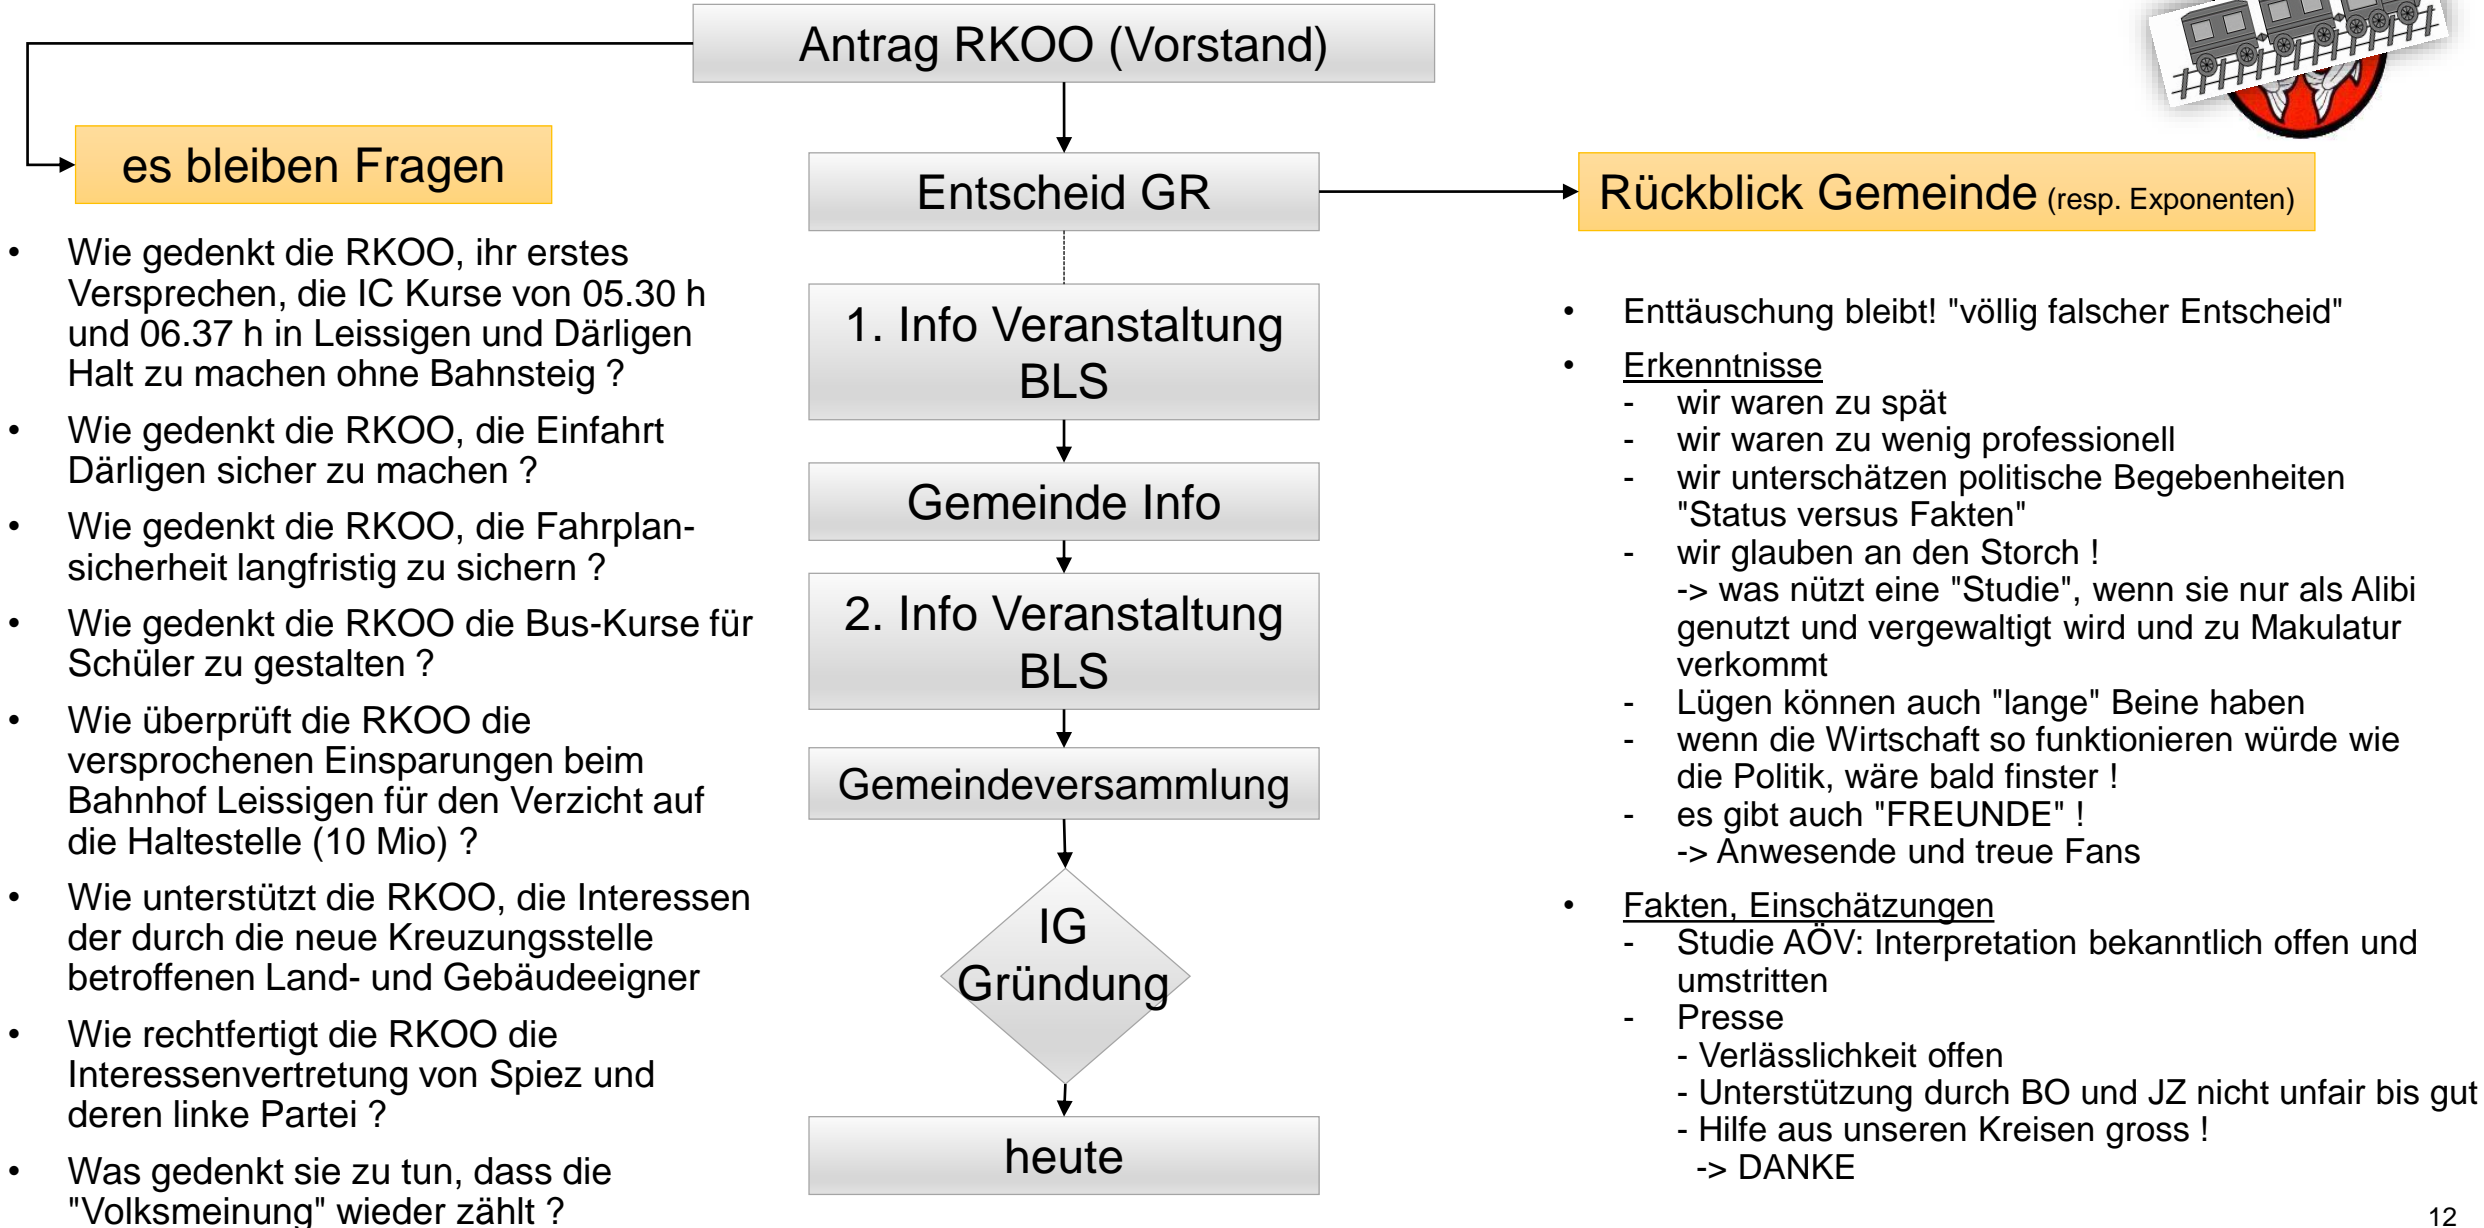 Antrag RKOO (Vorstand)
es bleiben Fragen
• Wie gedenkt die RKOO, ihr erstes
Versprechen, die IC Kurse von 05.30 h
und 06.37 h in Leissigen und Därligen
Halt zu machen ohne Bahnsteig ?
• Wie gedenkt die RKOO, die Einfahrt
Därligen sicher zu machen ?
• Wie gedenkt die RKOO, die Fahrplan-
sicherheit langfristig zu sichern ?
• Wie gedenkt die RKOO die Bus-Kurse für
Schüler zu gestalten ?
• Wie überprüft die RKOO die
versprochenen Einsparungen beim
Bahnhof Leissigen für den Verzicht auf
die Haltestelle (10 Mio) ?
• Wie unterstützt die RKOO, die Interessen
der durch die neue Kreuzungsstelle
betroffenen Land- und Gebäudeeigner
• Wie rechtfertigt die RKOO die
Interessenvertretung von Spiez und
deren linke Partei ?
• Was gedenkt sie zu tun, dass die
"Volksmeinung" wieder zählt ?
Entscheid GR
1. Info Veranstaltung
BLS
Gemeinde Info
2. Info Veranstaltung
BLS
Gemeindeversammlung
IG
Gründung
heute
Rückblick Gemeinde (resp. Exponenten)
• Enttäuschung bleibt! "völlig falscher Entscheid"
• Erkenntnisse
- wir waren zu spät
- wir waren zu wenig professionell
- wir unterschätzen politische Begebenheiten
"Status versus Fakten"
- wir glauben an den Storch !
-> was nützt eine "Studie", wenn sie nur als Alibi
genutzt und vergewaltigt wird und zu Makulatur
verkommt
- Lügen können auch "lange" Beine haben
- wenn die Wirtschaft so funktionieren würde wie
die Politik, wäre bald finster !
- es gibt auch "FREUNDE" !
-> Anwesende und treue Fans
• Fakten, Einschätzungen
- Studie AÖV: Interpretation bekanntlich offen und
umstritten
- Presse
- Verlässlichkeit offen
- Unterstützung durch BO und JZ nicht unfair bis gut
- Hilfe aus unseren Kreisen gross !
-> DANKE
12